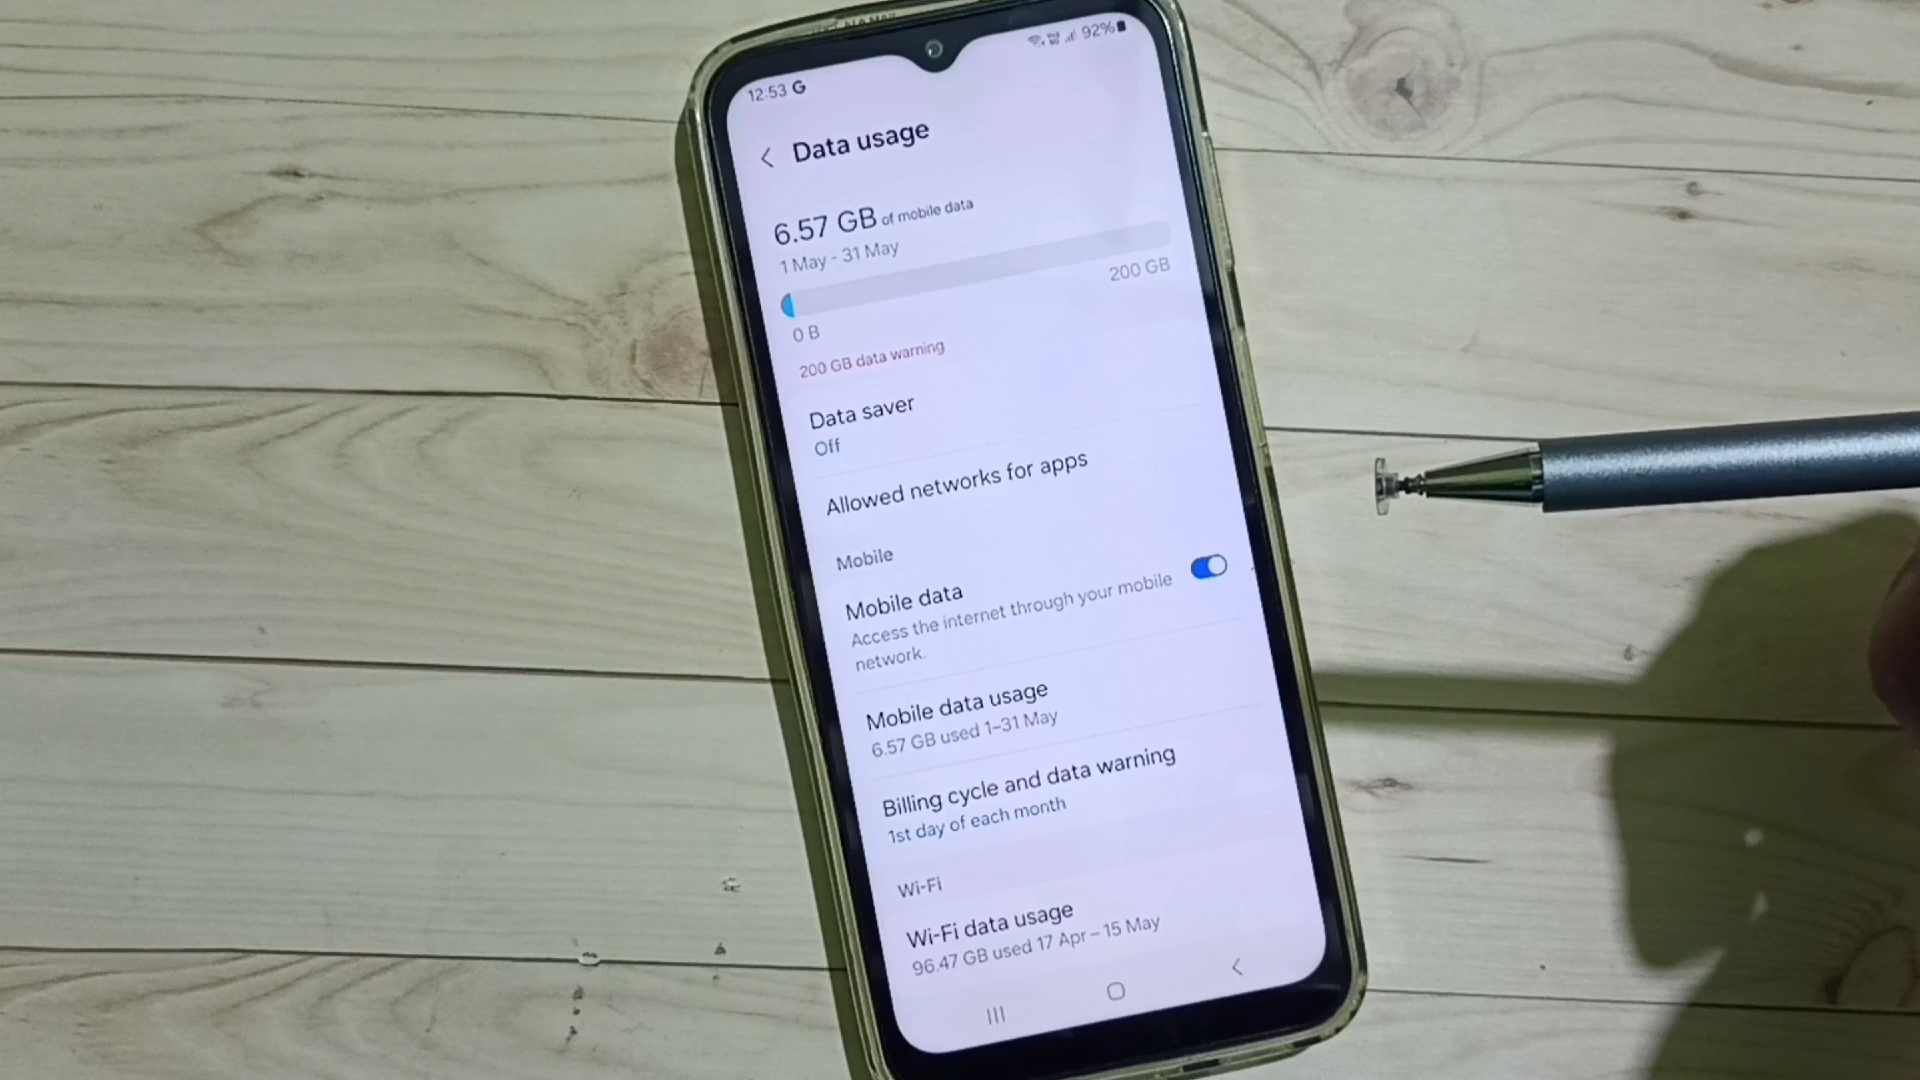 12:53 G
92%
Data usage
6.57 GB of mobile data
1 May - 31 May
200 GB
0 B
200 GB data warning
Data saver
Off
Allowed networks for apps
Mobile
Mobile data
Access the internet through your mobile
network.
Mobile data usage
6.57 GB used 1–31 May
Billing cycle and data warning
1st day of each month
Wi-Fi
Wi-Fi data usage
96.47 GB used 17 Apr – 15 May